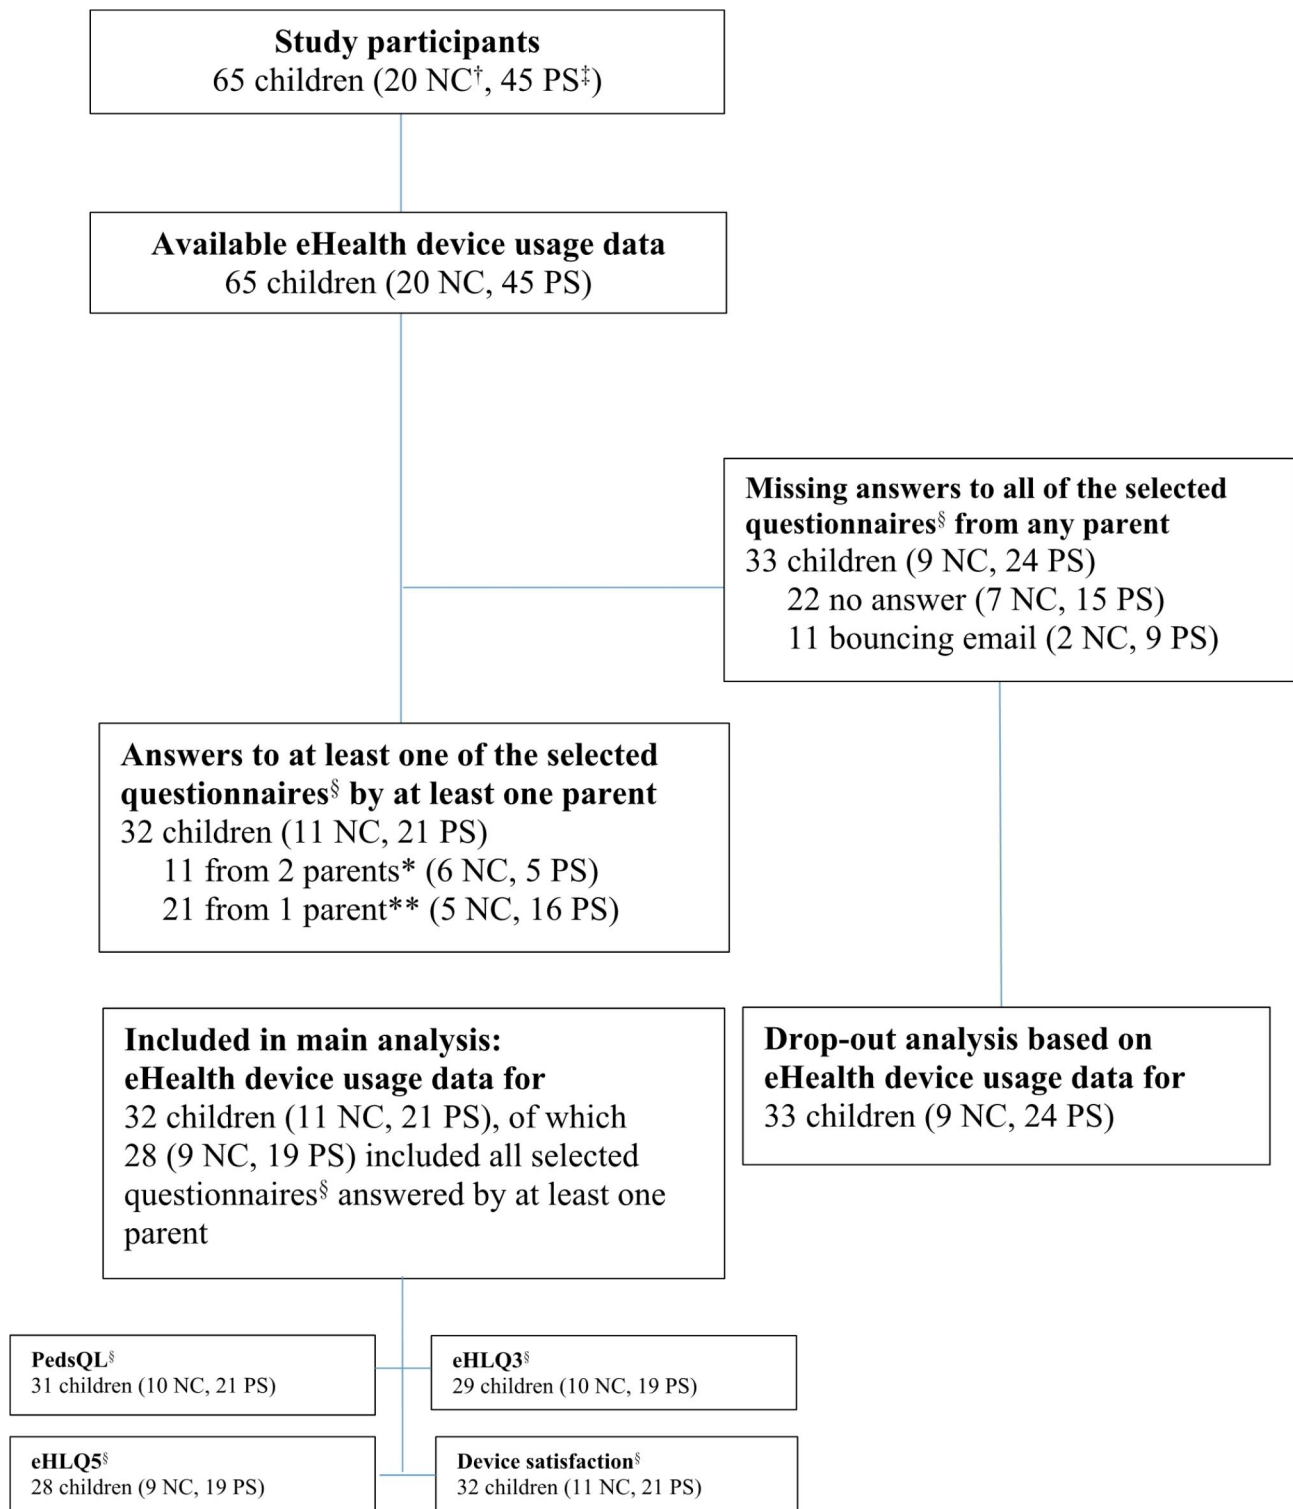 Study participants
65 children (20 NC†, 45 PS‡)
Available eHealth device usage data
65 children (20 NC, 45 PS)
Missing answers to all of the selected
questionnaires§ from any parent
33 children (9 NC, 24 PS)
22 no answer (7 NC, 15 PS)
11 bouncing email (2 NC, 9 PS)
Answers to at least one of the selected
questionnaires§ by at least one parent
32 children (11 NC, 21 PS)
11 from 2 parents* (6 NC, 5 PS)
21 from 1 parent** (5 NC, 16 PS)
Included in main analysis:
eHealth device usage data for
32 children (11 NC, 21 PS), of which
28 (9 NC, 19 PS) included all selected
questionnaires§ answered by at least one
parent
Drop-out analysis based on
eHealth device usage data for
33 children (9 NC, 24 PS)
PedsQL§
31 children (10 NC, 21 PS)
eHLQ3§
29 children (10 NC, 19 PS)
eHLQ5§
28 children (9 NC, 19 PS)
Device satisfaction§
32 children (11 NC, 21 PS)